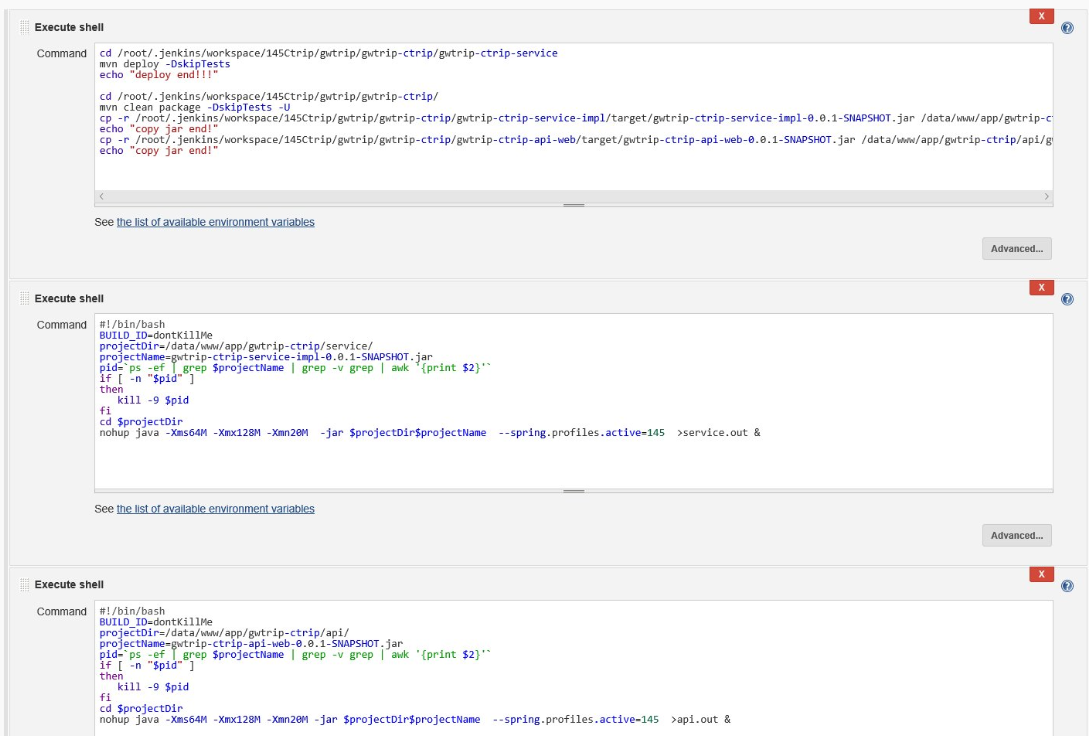 X
Execute shell
Command
cd /root/.jenkins/workspace/145Ctrip/gwtrip/gwtrip-ctrip/gwtrip-ctrip-service
mvn deploy -DskipTests
echo "deploy end!!!"
cd /root/.jenkins/workspace/145Ctrip/gwtrip/gwtrip-ctrip/
mvn clean package -DskipTests -U
cp -r /root/.jenkins/workspace/145Ctrip/gwtrip/gwtrip-ctrip/gwtrip-ctrip-service-impl/target/gwtrip-ctrip-service-impl-0.0.1-SNAPSHOT.jar /data/www/app/gwtrip-c
echo "copy jar end!"
cp -r /root/.jenkins/workspace/145Ctrip/gwtrip/gwtrip-ctrip/gwtrip-ctrip-api-web/target/gwtrip-ctrip-api-web-0.0.1-SNAPSHOT.jar /data/www/app/gwtrip-ctrip/api/g
echo "copy jar end!"
See the list of available environment variables
Advanced...
X
Execute shell
Command
#!/bin/bash
BUILD_ID=dontKillMe
projectDir=/data/www/app/gwtrip-ctrip/service/
projectName=gwtrip-ctrip-service-impl-0.0.1-SNAPSHOT.jar
pid=`ps -ef | grep $projectName | grep -v grep | awk '{print $2}'`
if [ -n "$pid" ]
then
kill -9 $pid
fi
cd $projectDir
nohup java -Xms64M -Xmx128M -Xmn20M -jar $projectDir$projectName --spring.profiles.active=145 >service.out &
See the list of available environment variables
Advanced...
X
Execute shell
Command
#!/bin/bash
BUILD_ID=dontKillMe
projectDir=/data/www/app/gwtrip-ctrip/api/
projectName=gwtrip-ctrip-api-web-0.0.1-SNAPSHOT.jar
pid=`ps -ef | grep $projectName | grep -v grep | awk '{print $2}'`
if [ -n "$pid" ]
then
kill -9 $pid
fi
cd $projectDir
nohup java -Xms64M -Xmx128M -Xmn20M -jar $projectDir$projectName --spring.profiles.active=145 >api.out &